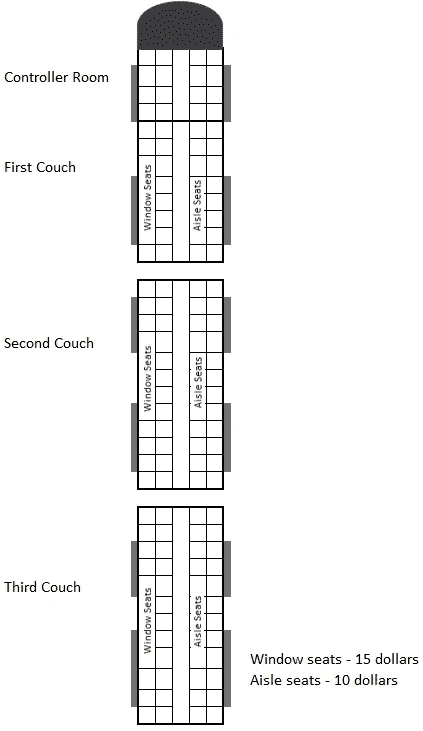 Controller Room
First Couch
Window Seats
Aisle Seats
Second Couch
Window Seats
Aisle Seats
Third Couch
Window Seats
Aisle Seats
Window seats - 15 dollars
Aisle seats - 10 dollars